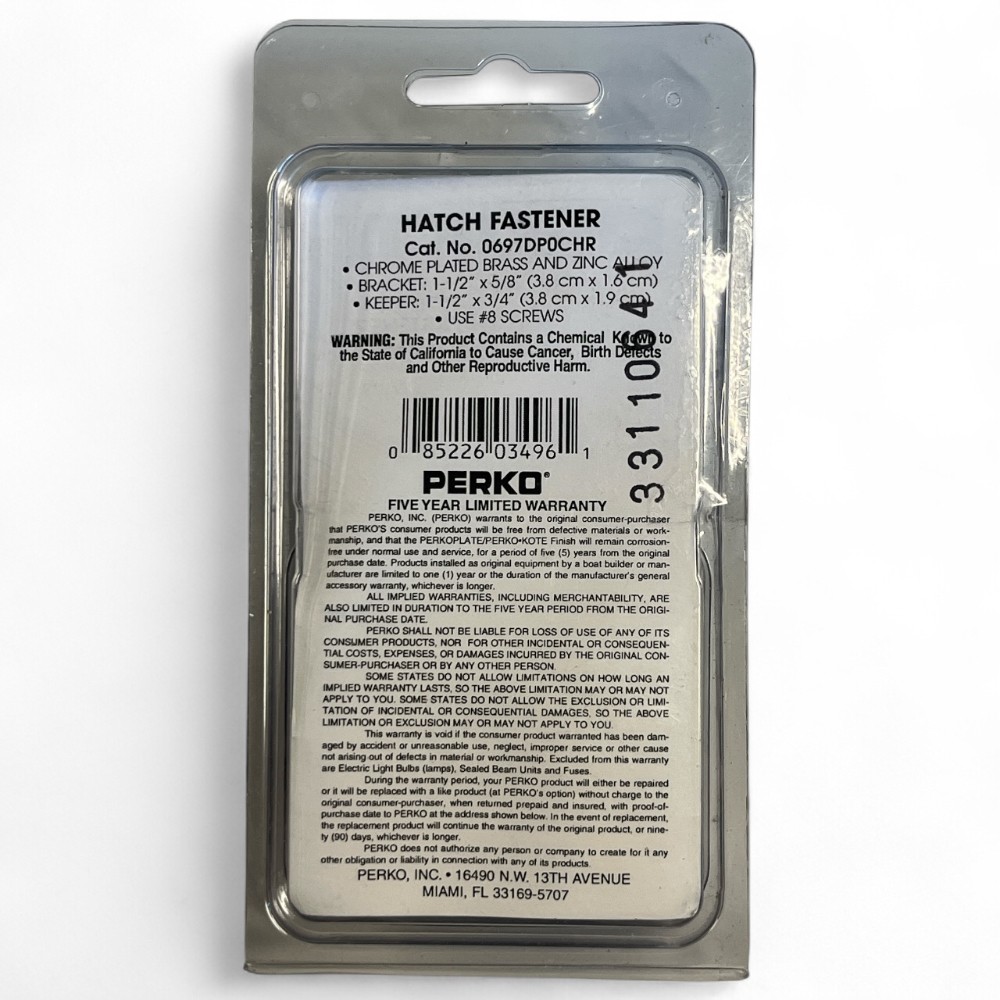 HATCH FASTENER
Cat. No. 0697DP0CHR
• CHROME PLATED BRASS AND ZINC ALLOY
• BRACKET: 1-1/2" x 5/8" (3.8 cm x 1.6 cm)
• KEEPER: 1-1/2" x 3/4" (3.8 cm x 1.9 cm)
• USE #8 SCREWS
WARNING: This Product Contains a Chemical Known to
the State of California to Cause Cancer, Birth Defects
and Other Reproductive Harm.
33110641
0 85226 03496 1
PERKO®
FIVE YEAR LIMITED WARRANTY
PERKO, INC. (PERKO) warrants to the original consumer-purchaser
that PERKO'S consumer products will be free from defective materials or work-
manship, and that the PERKOPLATE/PERKO•KOTE Finish will remain corrosion-
free under normal use and service, for a period of five (5) years from the original
purchase date. Products installed as original equipment by a boat builder or man-
ufacturer are limited to one (1) year or the duration of the manufacturer's general
accessory warranty, whichever is longer.
ALL IMPLIED WARRANTIES, INCLUDING MERCHANTABILITY, ARE
ALSO LIMITED IN DURATION TO THE FIVE YEAR PERIOD FROM THE ORIGI-
NAL PURCHASE DATE.
PERKO SHALL NOT BE LIABLE FOR LOSS OF USE OF ANY OF ITS
CONSUMER PRODUCTS, NOR FOR OTHER INCIDENTAL OR CONSEQUEN-
TIAL COSTS, EXPENSES, OR DAMAGES INCURRED BY THE ORIGINAL CON-
SUMER-PURCHASER OR BY ANY OTHER PERSON.
SOME STATES DO NOT ALLOW LIMITATIONS ON HOW LONG AN
IMPLIED WARRANTY LASTS, SO THE ABOVE LIMITATION MAY OR MAY NOT
APPLY TO YOU. SOME STATES DO NOT ALLOW THE EXCLUSION OR LIMI-
TATION OF INCIDENTAL OR CONSEQUENTIAL DAMAGES, SO THE ABOVE
LIMITATION OR EXCLUSION MAY OR MAY NOT APPLY TO YOU.
This warranty is void if the consumer product warranted has been dam-
aged by accident or unreasonable use, neglect, improper service or other cause
not arising out of defects in material or workmanship. Excluded from this warranty
are Electric Light Bulbs (lamps), Sealed Beam Units and Fuses.
During the warranty period, your PERKO product will either be repaired
or it will be replaced with a like product (at PERKO's option) without charge to the
original consumer-purchaser, when returned prepaid and insured, with proof-of-
purchase date to PERKO at the address shown below. In the event of replacement,
the replacement product will continue the warranty of the original product, or nine-
ty (90) days, whichever is longer.
PERKO does not authorize any person or company to create for it any
other obligation or liability in connection with any of its products.
PERKO, INC. • 16490 N.W. 13TH AVENUE
MIAMI, FL 33169-5707